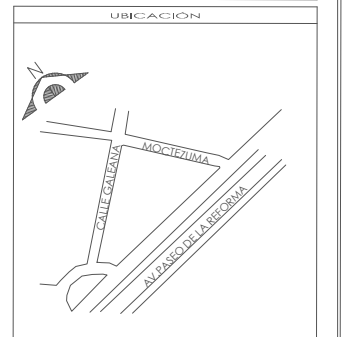 UBICACIÓN
N
MOCTEZUMA
CALLE GALEANA
AV. PASEO DE LA REFORMA